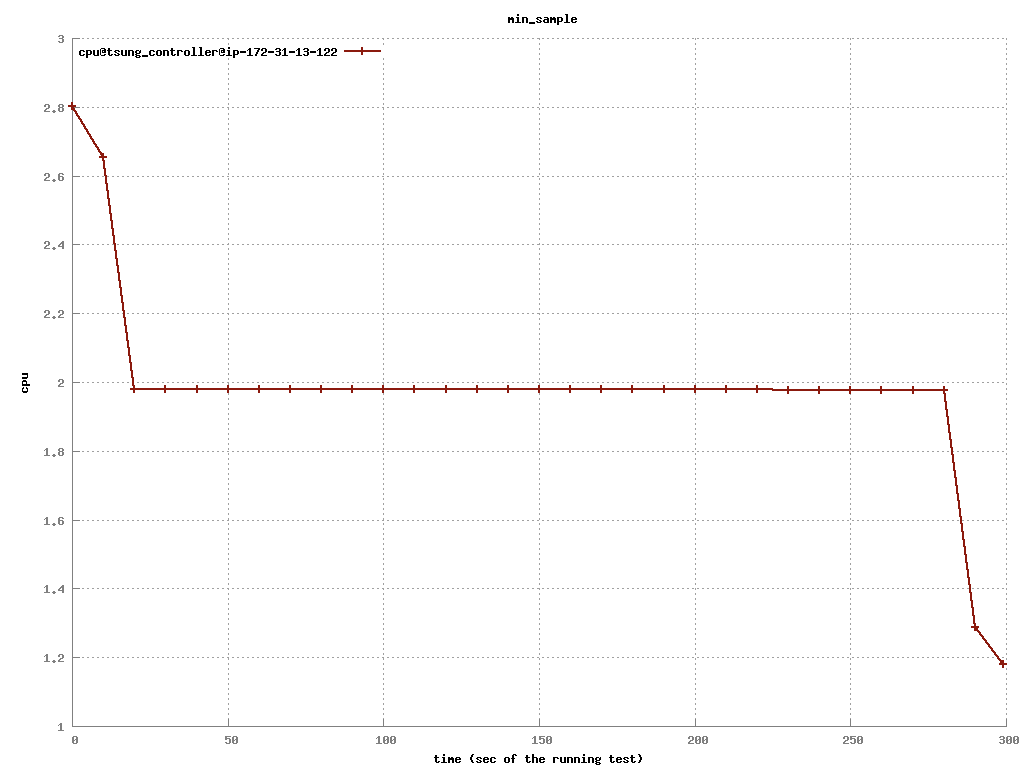 min_sample
cpu@tsung_controller@ip-172-31-13-122
3
2.8
2.6
2.4
2.2
2
1.8
1.6
1.4
1.2
1
cpu
0 50 100 150 200 250 300
time (sec of the running test)